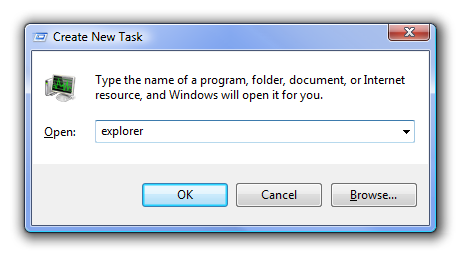 Create New Task
Type the name of a program, folder, document, or Internet
resource, and Windows will open it for you.
Open: explorer
OK Cancel Browse...